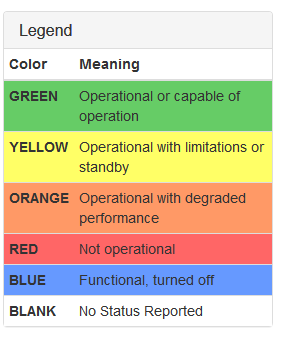 Legend
Color Meaning
GREEN Operational or capable of
operation
YELLOW Operational with limitations or
standby
ORANGE Operational with degraded
performance
RED Not operational
BLUE Functional, turned off
BLANK No Status Reported